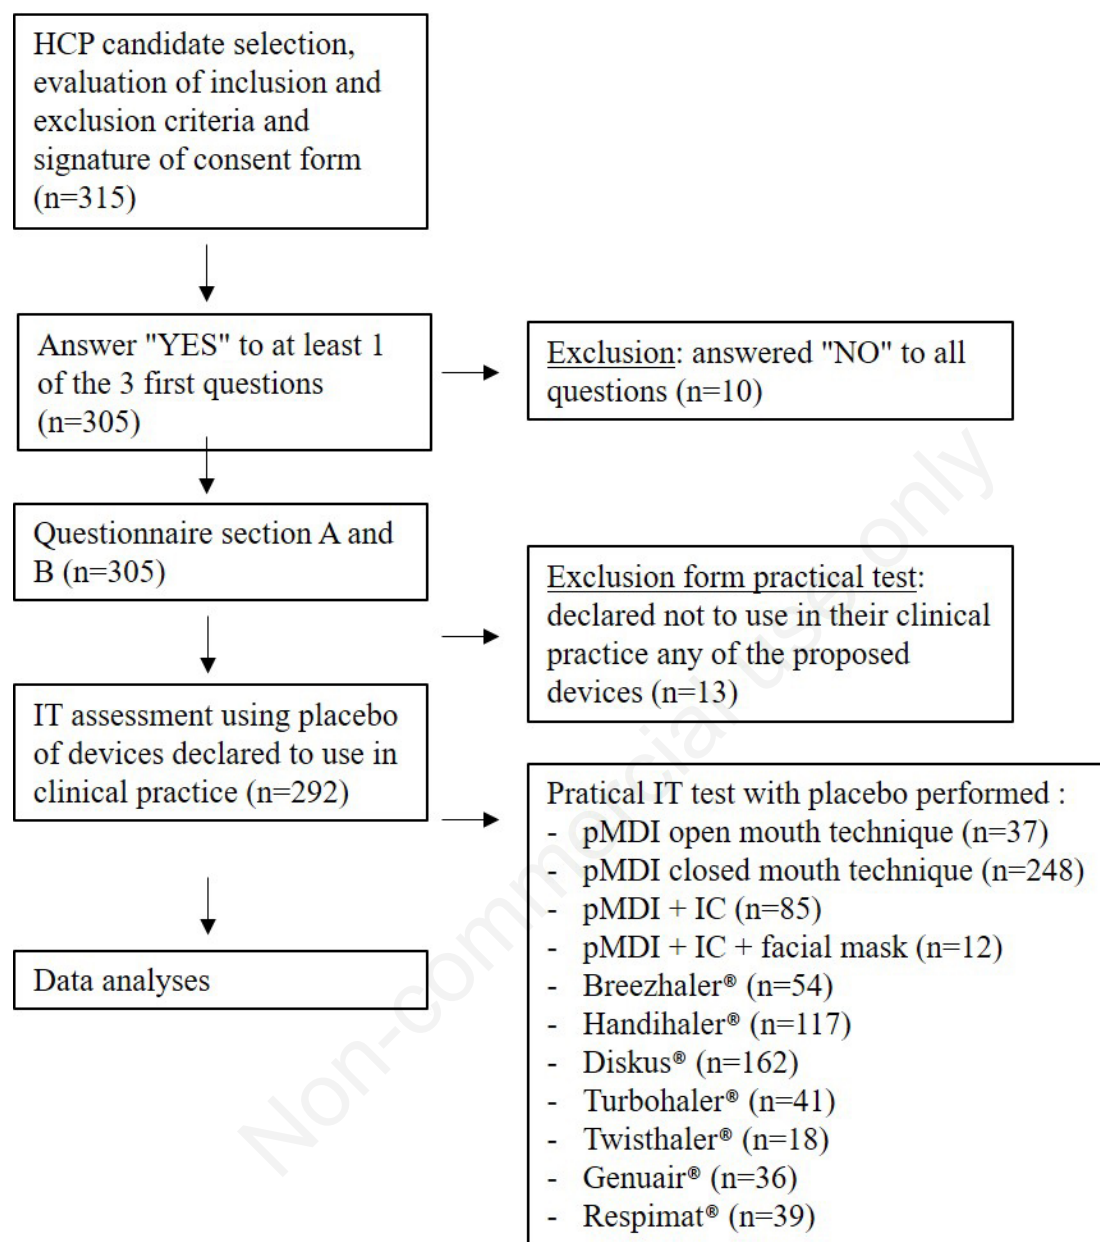 HCP candidate selection,
evaluation of inclusion and
exclusion criteria and
signature of consent form
(n=315)
Answer "YES" to at least 1
of the 3 first questions
(n=305)
Exclusion: answered "NO" to all
questions (n=10)
Questionnaire section A and
B (n=305)
Exclusion form practical test:
declared not to use in their clinical
practice any of the proposed
devices (n=13)
IT assessment using placebo
of devices declared to use in
clinical practice (n=292)
Pratical IT test with placebo performed :
- pMDI open mouth technique (n=37)
- pMDI closed mouth technique (n=248)
- pMDI + IC (n=85)
- pMDI + IC + facial mask (n=12)
- Breezhaler® (n=54)
- Handihaler® (n=117)
- Diskus® (n=162)
- Turbohaler® (n=41)
- Twisthaler® (n=18)
- Genuair® (n=36)
- Respimat® (n=39)
Data analyses
Non-commercial use only